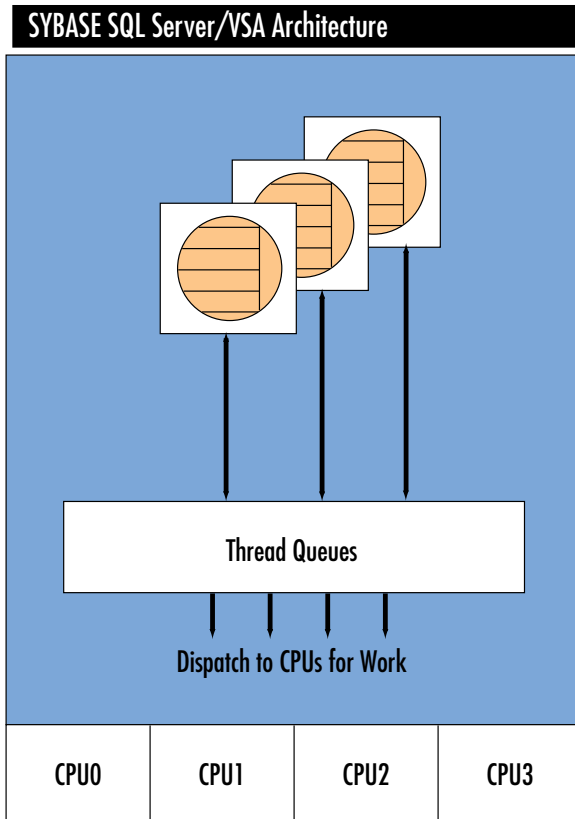 SYBASE SQL Server/VSA Architecture
Thread Queues
Dispatch to CPUs for Work
CPU0
CPU1
CPU2
CPU3